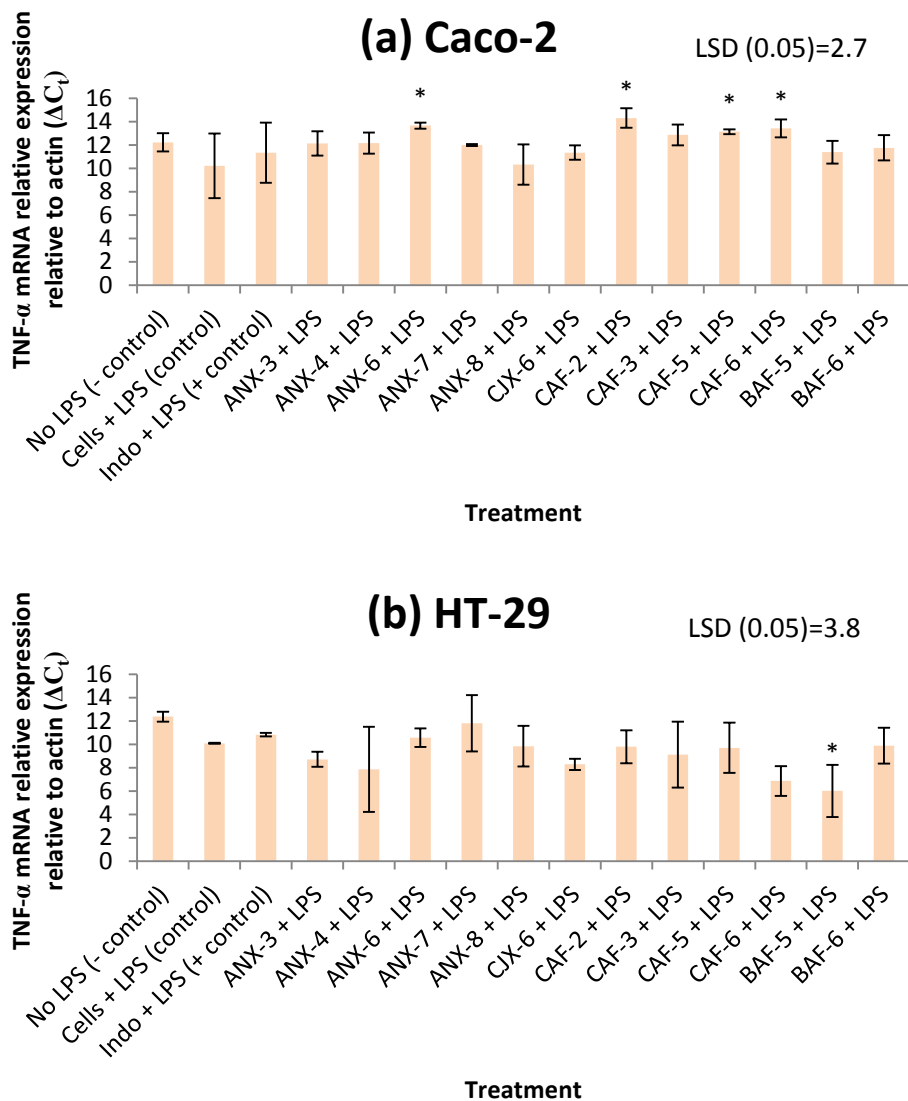 (a) Caco-2
LSD (0.05)=2.7
TNF-α mRNA relative expression
relative to actin (ΔCt)
16
14
12
10
8
6
4
2
0
* * * *
No LPS (- control)
Cells + LPS (control)
Indo + LPS (+ control)
ANX-3 + LPS
ANX-4 + LPS
ANX-6 + LPS
ANX-7 + LPS
ANX-8 + LPS
CJX-6 + LPS
CAF-2 + LPS
CAF-3 + LPS
CAF-5 + LPS
CAF-6 + LPS
BAF-5 + LPS
BAF-6 + LPS
Treatment
(b) HT-29
LSD (0.05)=3.8
TNF-α mRNA relative expression
relative to actin (ΔCt)
16
14
12
10
8
6
4
2
0
*
No LPS (- control)
Cells + LPS (control)
Indo + LPS (+ control)
ANX-3 + LPS
ANX-4 + LPS
ANX-6 + LPS
ANX-7 + LPS
ANX-8 + LPS
CJX-6 + LPS
CAF-2 + LPS
CAF-3 + LPS
CAF-5 + LPS
CAF-6 + LPS
BAF-5 + LPS
BAF-6 + LPS
Treatment